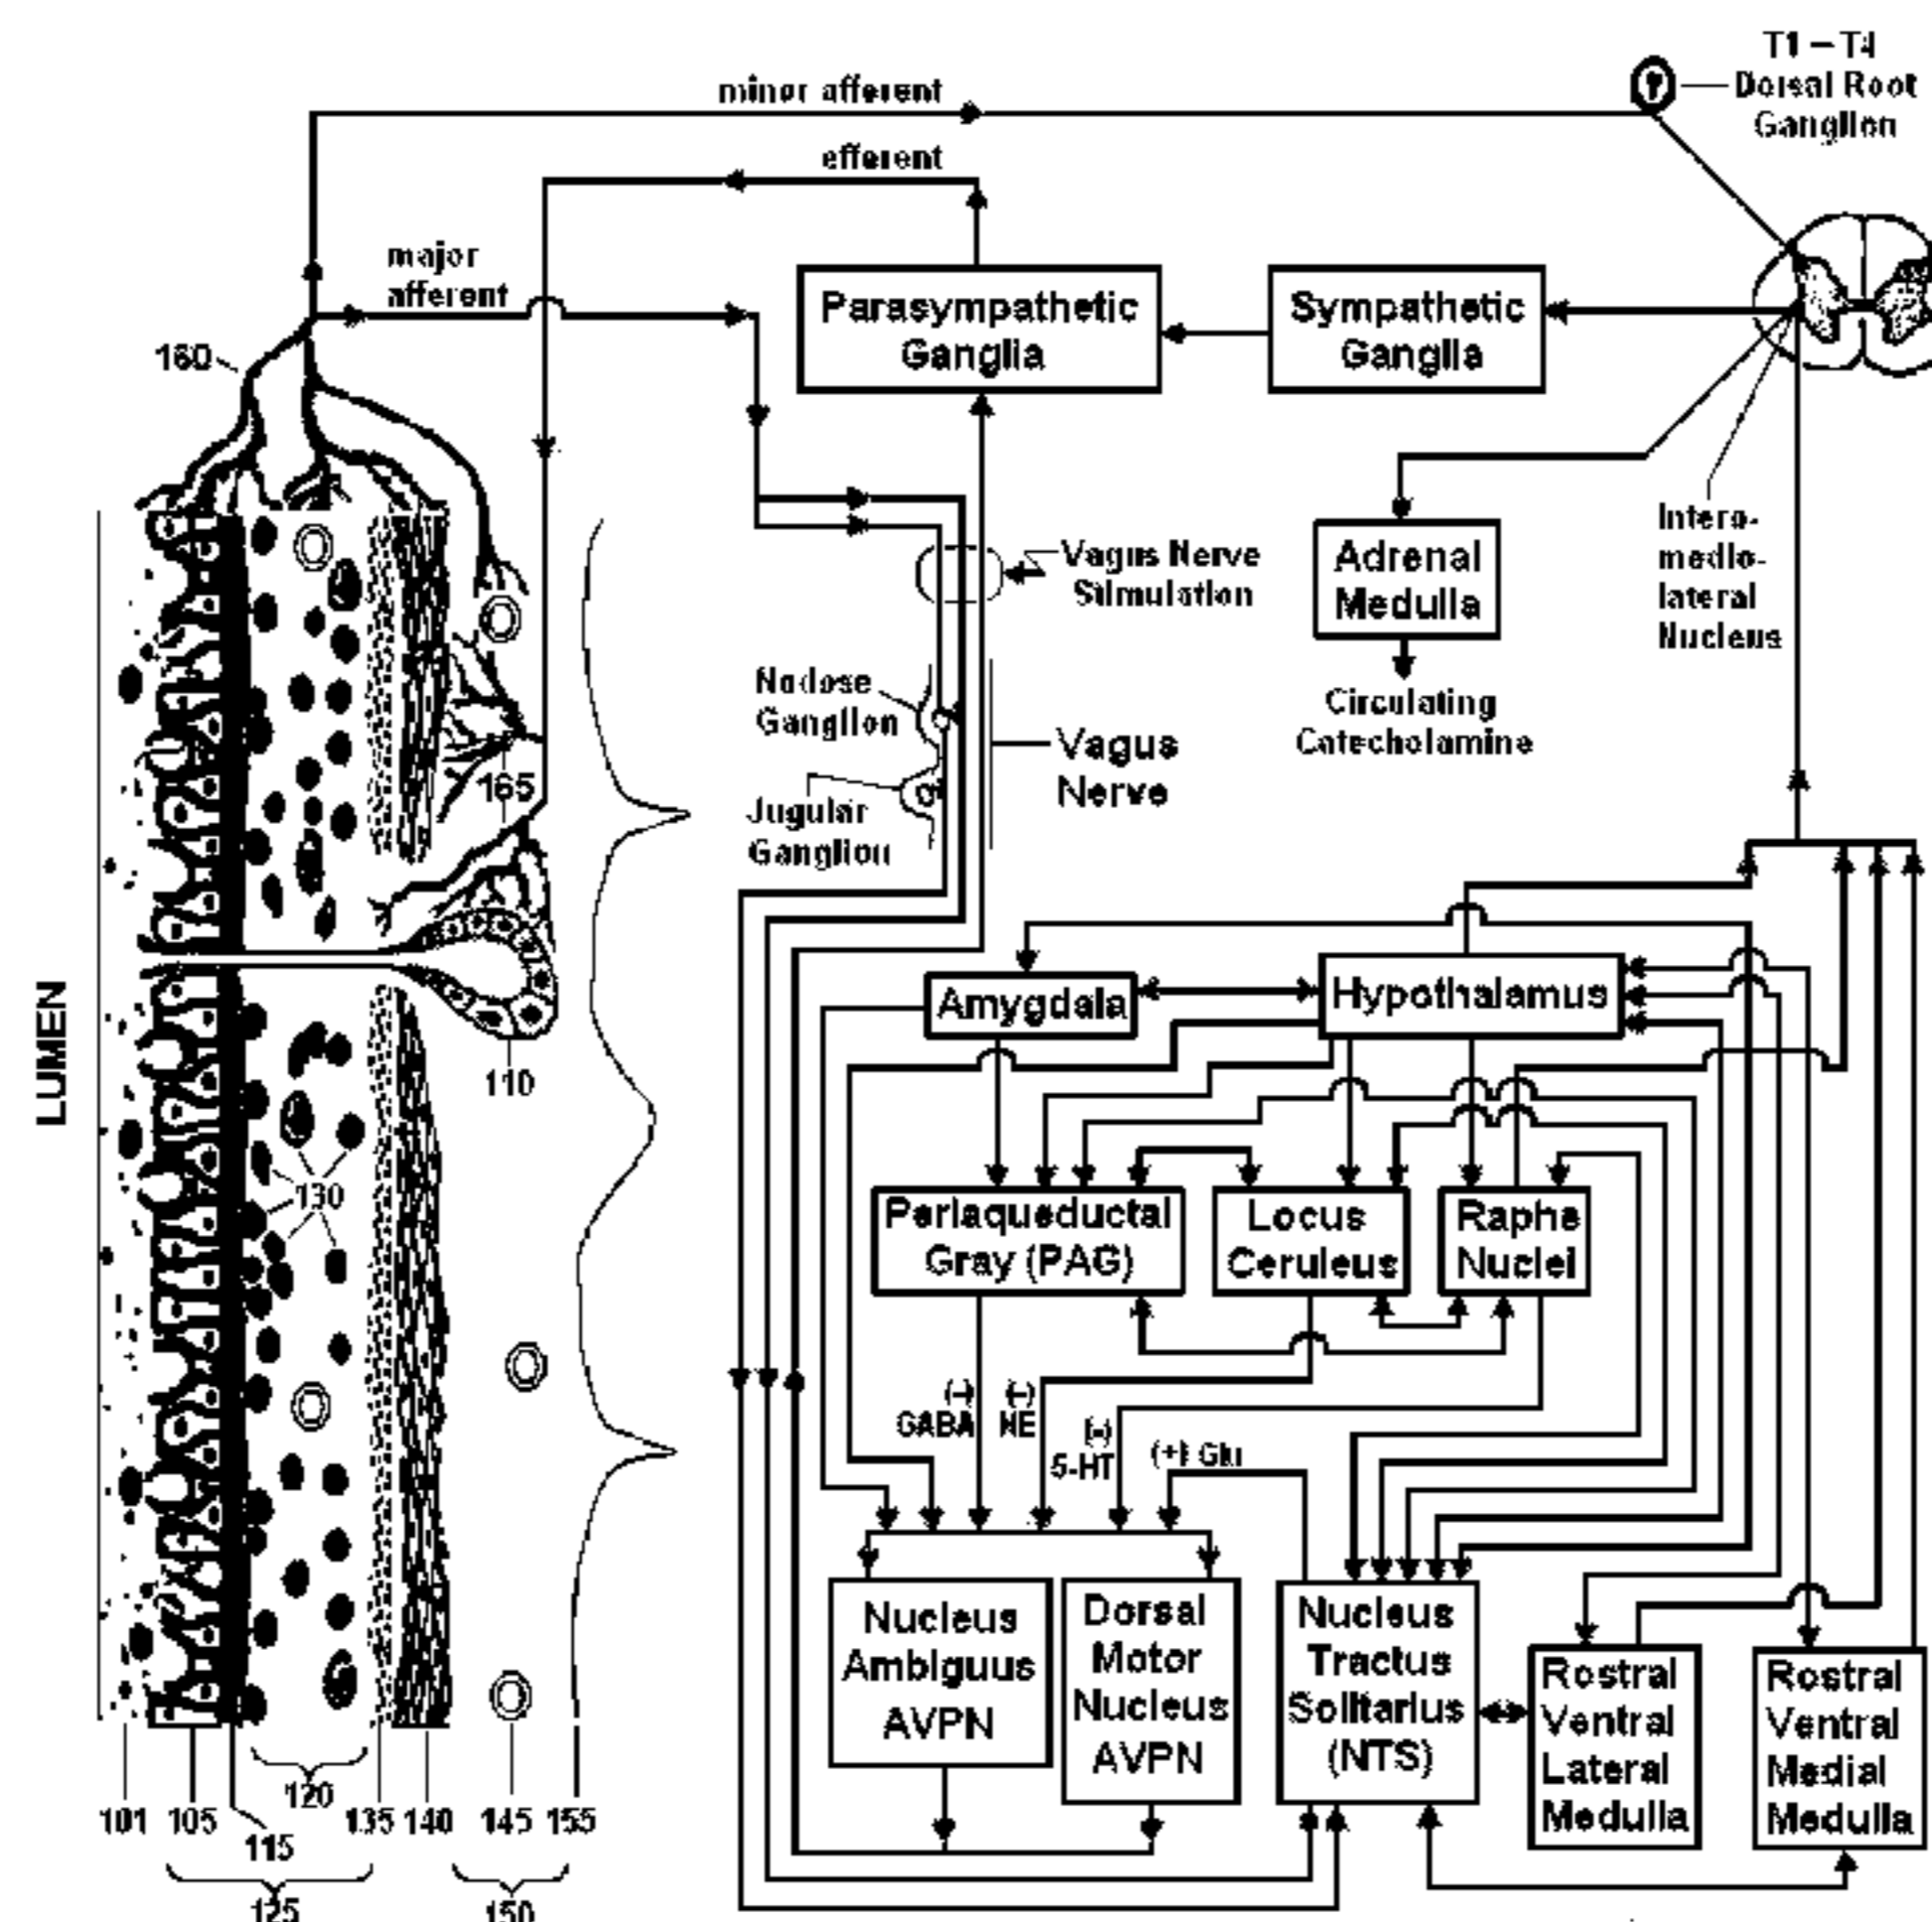 T1 – T4
Dorsal Root
Ganglion
minor afferent
efferent
major
afferent
160
Parasympathetic
Ganglia
Sympathetic
Ganglia
Intero-
medio-
lateral
Nucleus
Adrenal
Medulla
Circulating
Catecholamine
Vagus Nerve
Stimulation
Nodose
Ganglion
Jugular
Ganglion
Vagus
Nerve
165
110
130
LUMEN
Amygdala
Hypothalamus
Periaqueductal
Gray (PAG)
Locus
Ceruleus
Raphe
Nuclei
(-)
GABA
(-)
NE
(-)
5-HT
(+) Glu
Nucleus
Ambiguus
AVPN
Dorsal
Motor
Nucleus
AVPN
Nucleus
Tractus
Solitarius
(NTS)
Rostral
Ventral
Lateral
Medulla
Rostral
Ventral
Medial
Medulla
120
101
105
115
135
140
145
155
125
150